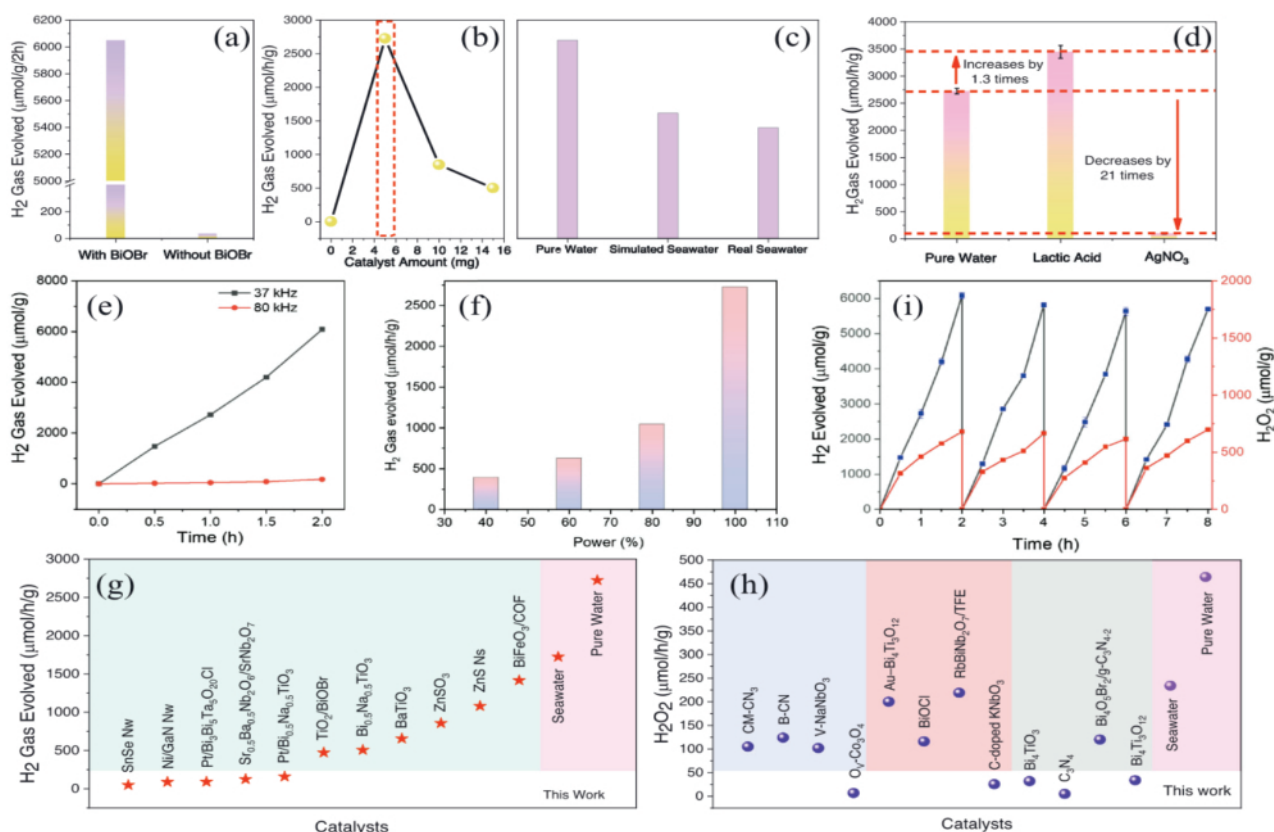 (a)
H2 Gas Evolved (μmol/g/2h)
6200
6000
5800
5600
5400
5200
5000
200
0
With BiOBr
Without BiOBr
(b)
H2 Gas Evolved (μmol/h/g)
3000
2500
2000
1500
1000
500
0
0 2 4 6 8 10 12 14 16
Catalyst Amount (mg)
(c)
Pure Water
Simulated Seawater
Real Seawater
(d)
H2Gas Evolved (μmol/h/g)
4000
3500
3000
2500
2000
1500
1000
500
0
Increases by
1.3 times
Decreases by
21 times
Pure Water
Lactic Acid
AgNO3
(e)
H2 Gas Evolved (μmol/g)
8000
6000
4000
2000
0
37 kHz
80 kHz
0.0 0.5 1.0 1.5 2.0
Time (h)
(f)
H2 Gas evolved (μmol/h/g)
2500
2000
1500
1000
500
0
30 40 50 60 70 80 90 100 110
Power (%)
(i)
H2 Evolved (μmol/g)
6000
5000
4000
3000
2000
1000
0
2000
1750
1500
1250
1000
750
500
250
0
H2O2 (μmol/g)
0 1 2 3 4 5 6 7 8
Time (h)
(g)
H2 Gas Evolved (μmol/h/g)
3000
2500
2000
1500
1000
500
0
SnSe Nw
Ni/GaN Nw
Pt/Bi3Bi5Ta5O20Cl
Sr0.5Ba0.5Nb2O6/SrNb2O7
Pt/Bi0.5Na0.5TiO3
TiO2/BiOBr
Bi0.5Na0.5TiO3
BaTiO3
ZnSO3
ZnS Ns
BiFeO3/COF
Seawater
Pure Water
This Work
Catalysts
(h)
H2O2 (μmol/h/g)
500
450
400
350
300
250
200
150
100
50
0
CM-CN3
B-CN
V-NaNbO3
OV-Co3O4
Au–Bi4Ti3O12
BiOCl
RbBiNb2O7/TFE
C-doped KNbO3
Bi4TiO3
C3N4
Bi4O5Br2/g-C3N4-2
Bi4Ti3O12
Seawater
Pure Water
This Work
Catalysts